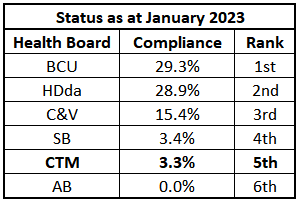 Status as at January 2023
Health Board Compliance Rank
BCU 29.3% 1st
HDda 28.9% 2nd
C&V 15.4% 3rd
SB 3.4% 4th
CTM 3.3% 5th
AB 0.0% 6th